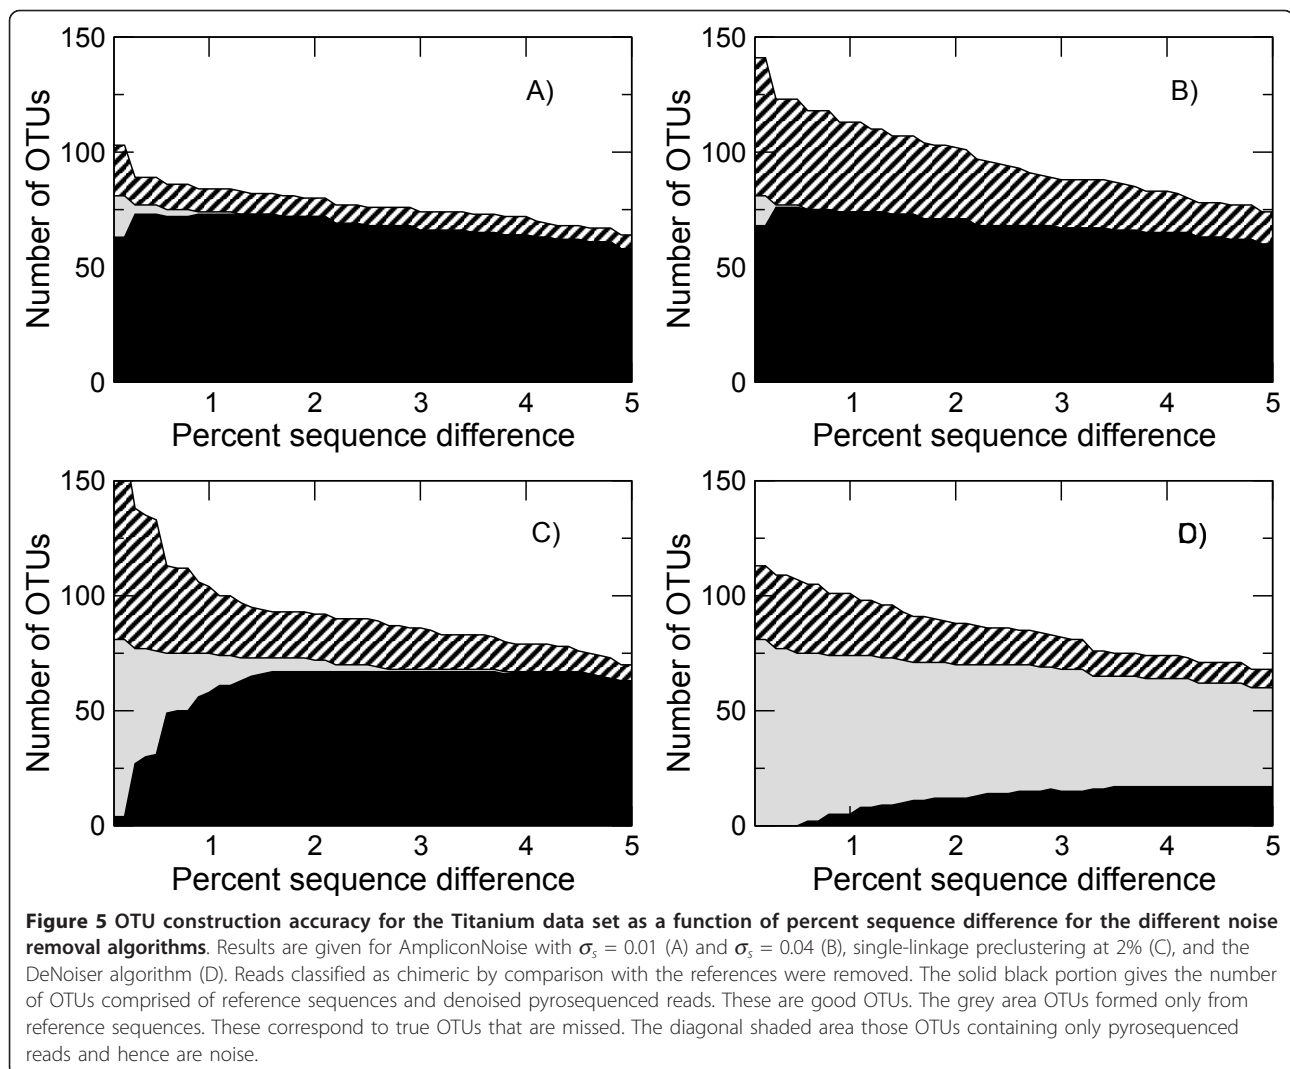 150
100
50
0
Number of OTUs
A)
1 2 3 4 5
Percent sequence difference
150
100
50
0
Number of OTUs
B)
1 2 3 4 5
Percent sequence difference
150
100
50
0
Number of OTUs
C)
1 2 3 4 5
Percent sequence difference
150
100
50
0
Number of OTUs
D)
1 2 3 4 5
Percent sequence difference
Figure 5 OTU construction accuracy for the Titanium data set as a function of percent sequence difference for the different noise
removal algorithms. Results are given for AmpliconNoise with σs = 0.01 (A) and σs = 0.04 (B), single-linkage preclustering at 2% (C), and the
DeNoiser algorithm (D). Reads classified as chimeric by comparison with the references were removed. The solid black portion gives the number
of OTUs comprised of reference sequences and denoised pyrosequenced reads. These are good OTUs. The grey area OTUs formed only from
reference sequences. These correspond to true OTUs that are missed. The diagonal shaded area those OTUs containing only pyrosequenced
reads and hence are noise.